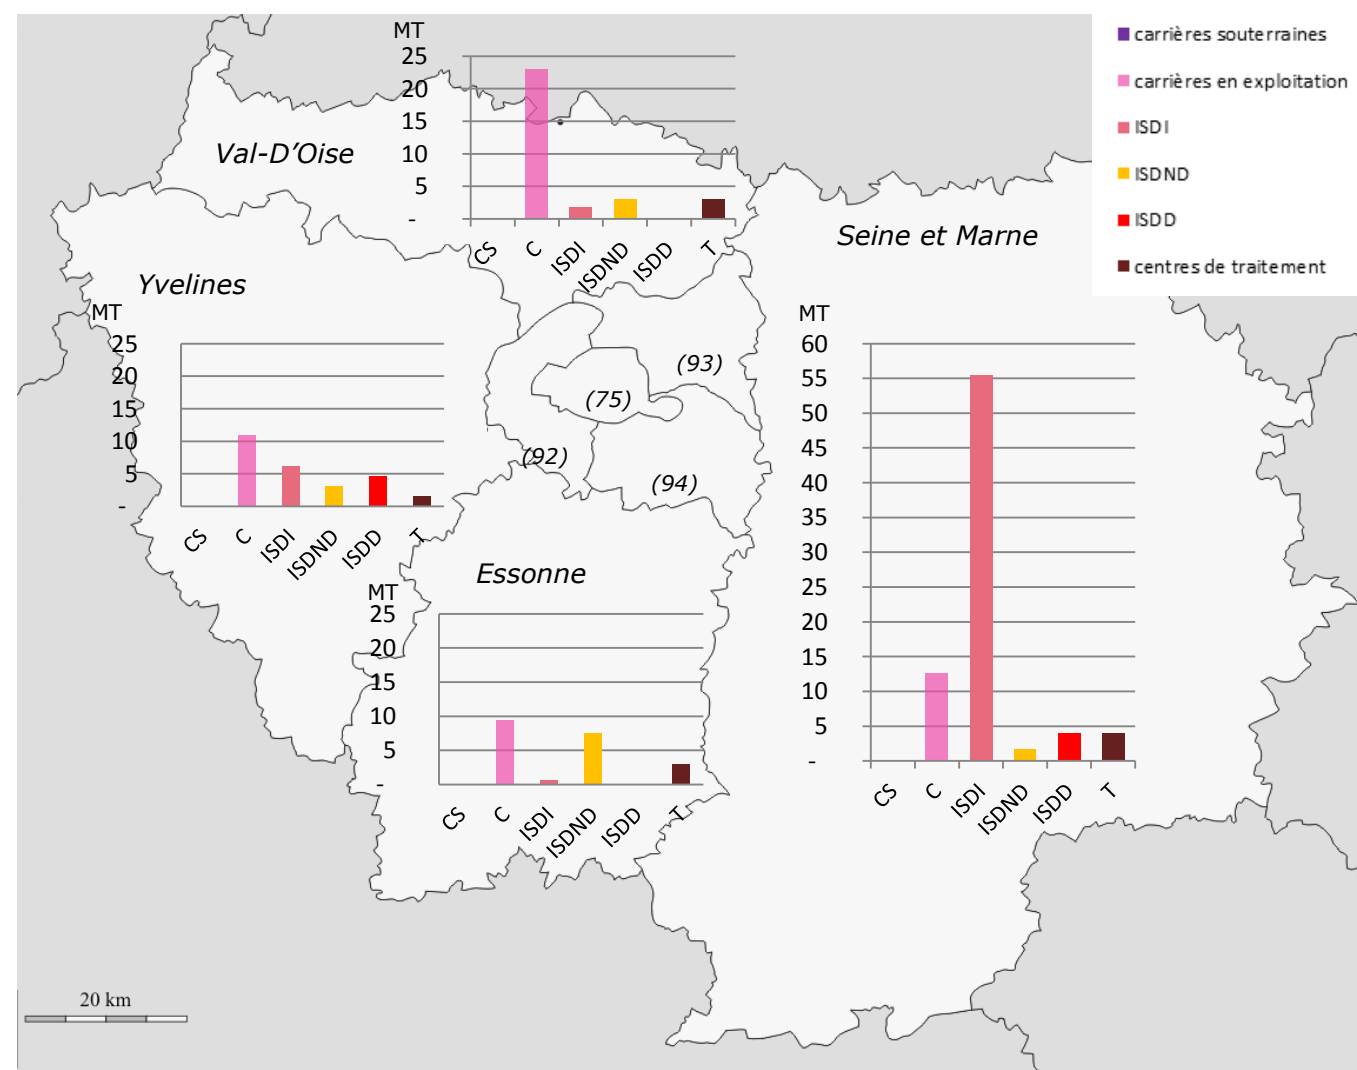 MT
25
20
15
10
5
-
CS
C
ISDI
ISDND
ISDD
T
Val-D'Oise
carrières souterraines
carrières en exploitation
ISDI
ISDND
ISDD
centres de traitement
Seine et Marne
Yvelines
MT
25
20
15
10
5
-
CS
C
ISDI
ISDND
ISDD
T
(93)
(75)
(92)
(94)
MT
60
55
50
45
40
35
30
25
20
15
10
5
-
CS
C
ISDI
ISDND
ISDD
T
Essonne
MT
25
20
15
10
5
-
CS
C
ISDI
ISDND
ISDD
T
20 km